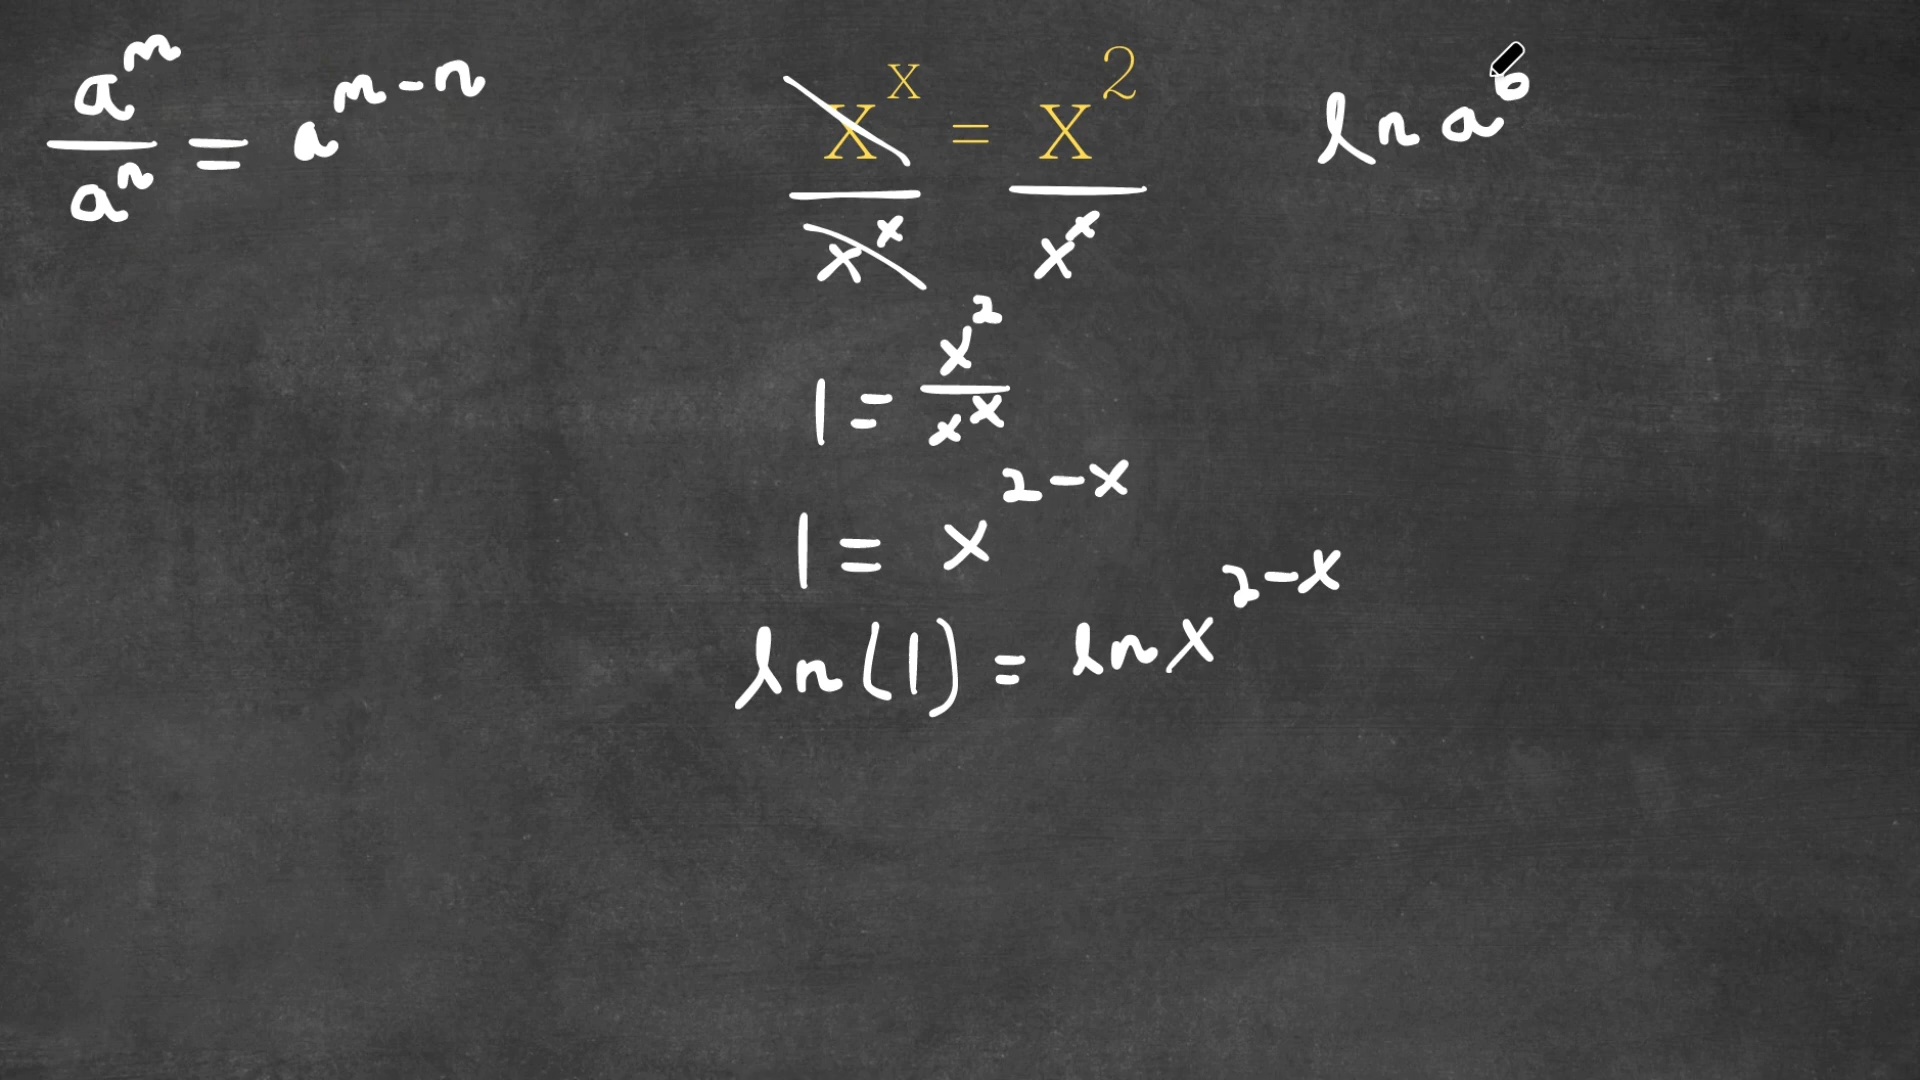 a^m / a^n = a^(m-n)
x^x / x^x = x^2 / x^x
ln a^b
1 = x^2 / x^x
1 = x^(2-x)
ln(1) = ln x^(2-x)